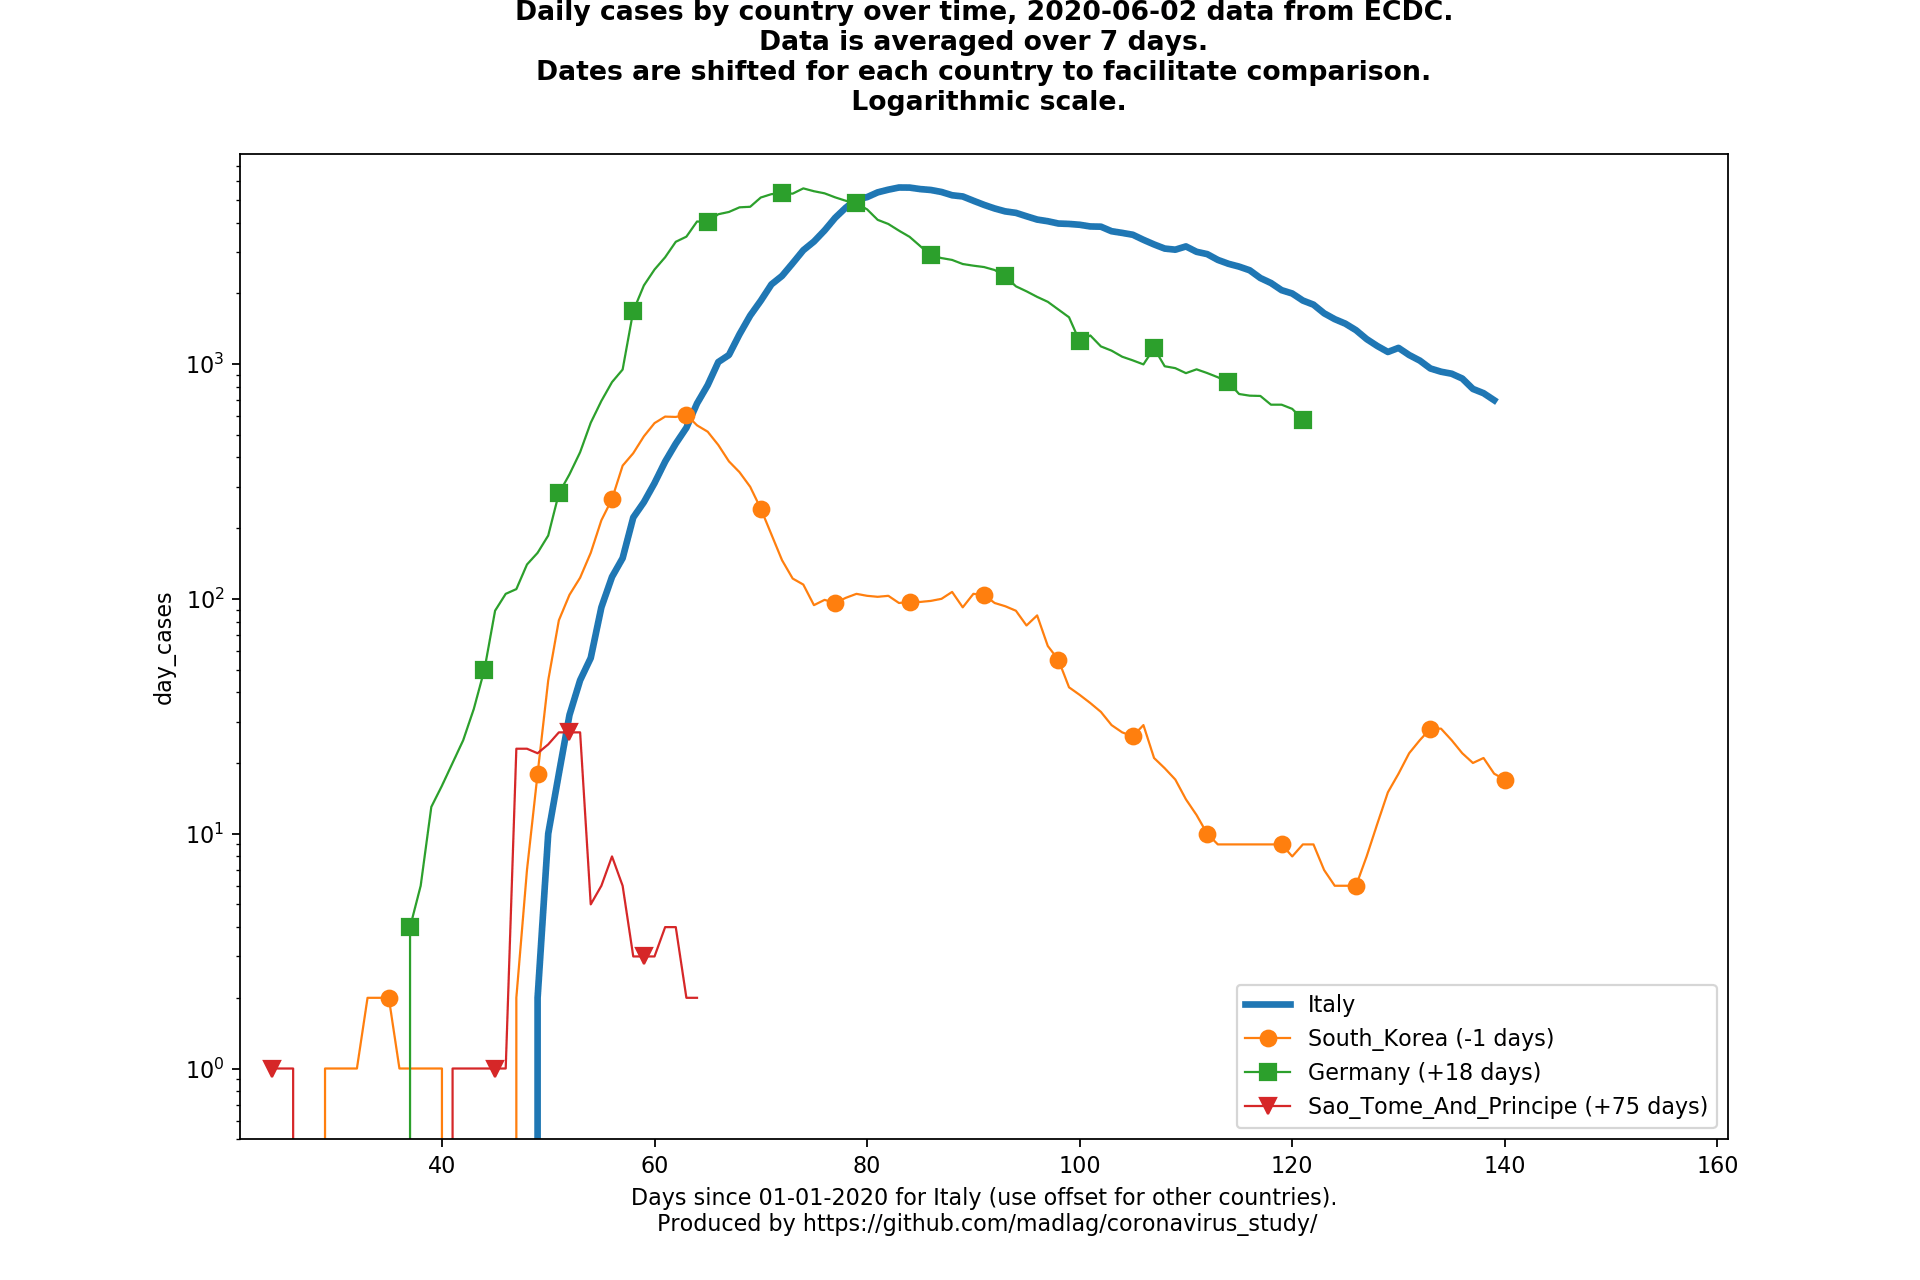 Daily cases by country over time, 2020-06-02 data from ECDC.
Data is averaged over 7 days.
Dates are shifted for each country to facilitate comparison.
Logarithmic scale.
10³
10²
10¹
10⁰
day_cases
Italy
South_Korea (-1 days)
Germany (+18 days)
Sao_Tome_And_Principe (+75 days)
40 60 80 100 120 140 160
Days since 01-01-2020 for Italy (use offset for other countries).
Produced by https://github.com/madlag/coronavirus_study/